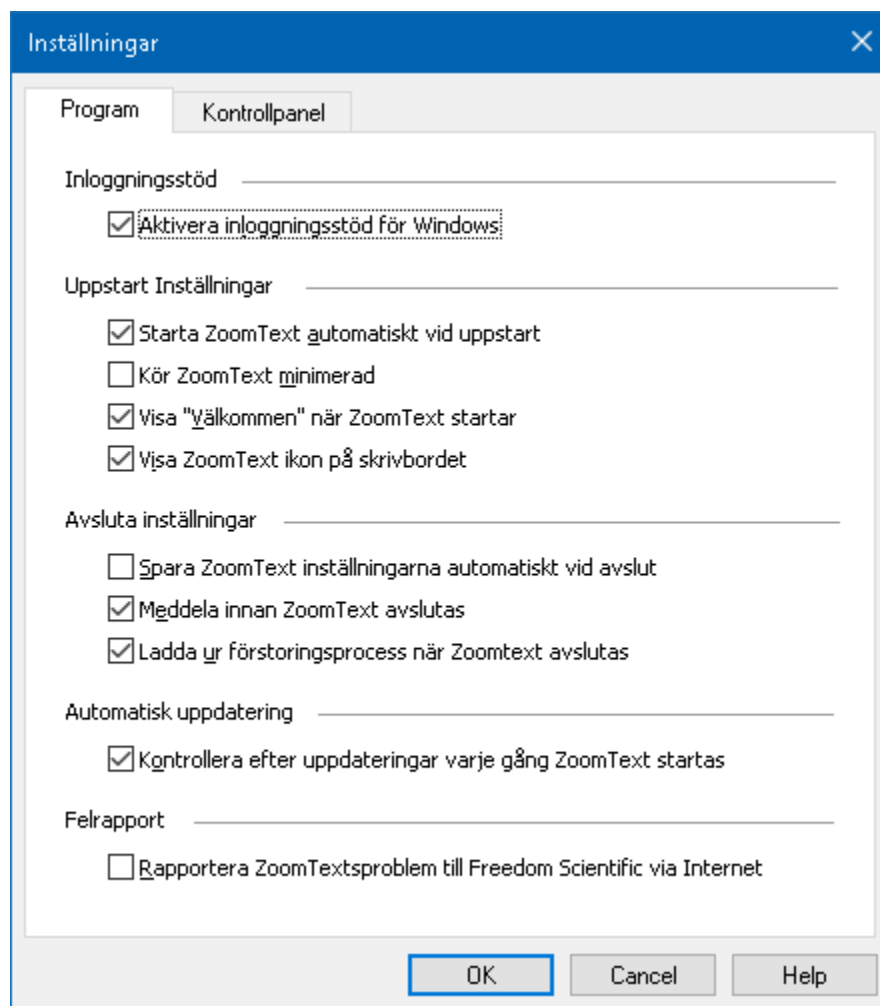 Inställningar
Program
Kontrollpanel
Inloggningsstöd
Aktivera inloggningsstöd för Windows
Uppstart Inställningar
Starta ZoomText automatiskt vid uppstart
Kör ZoomText minimerad
Visa "Välkommen" när ZoomText startar
Visa ZoomText ikon på skrivbordet
Avsluta inställningar
Spara ZoomText inställningarna automatiskt vid avslut
Meddela innan ZoomText avslutas
Ladda ur förstoringsprocess när Zoomtext avslutas
Automatisk uppdatering
Kontrollera efter uppdateringar varje gång ZoomText startas
Felrapport
Rapportera ZoomTextsproblem till Freedom Scientific via Internet
OK
Cancel
Help